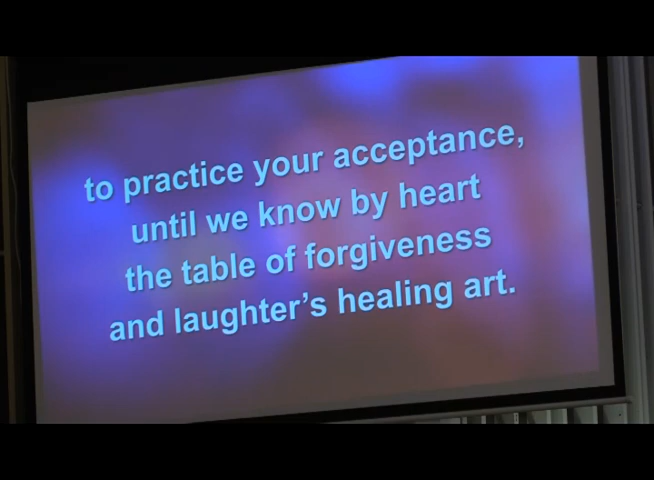 to practice your acceptance,
until we know by heart
the table of forgiveness
and laughter's healing art.